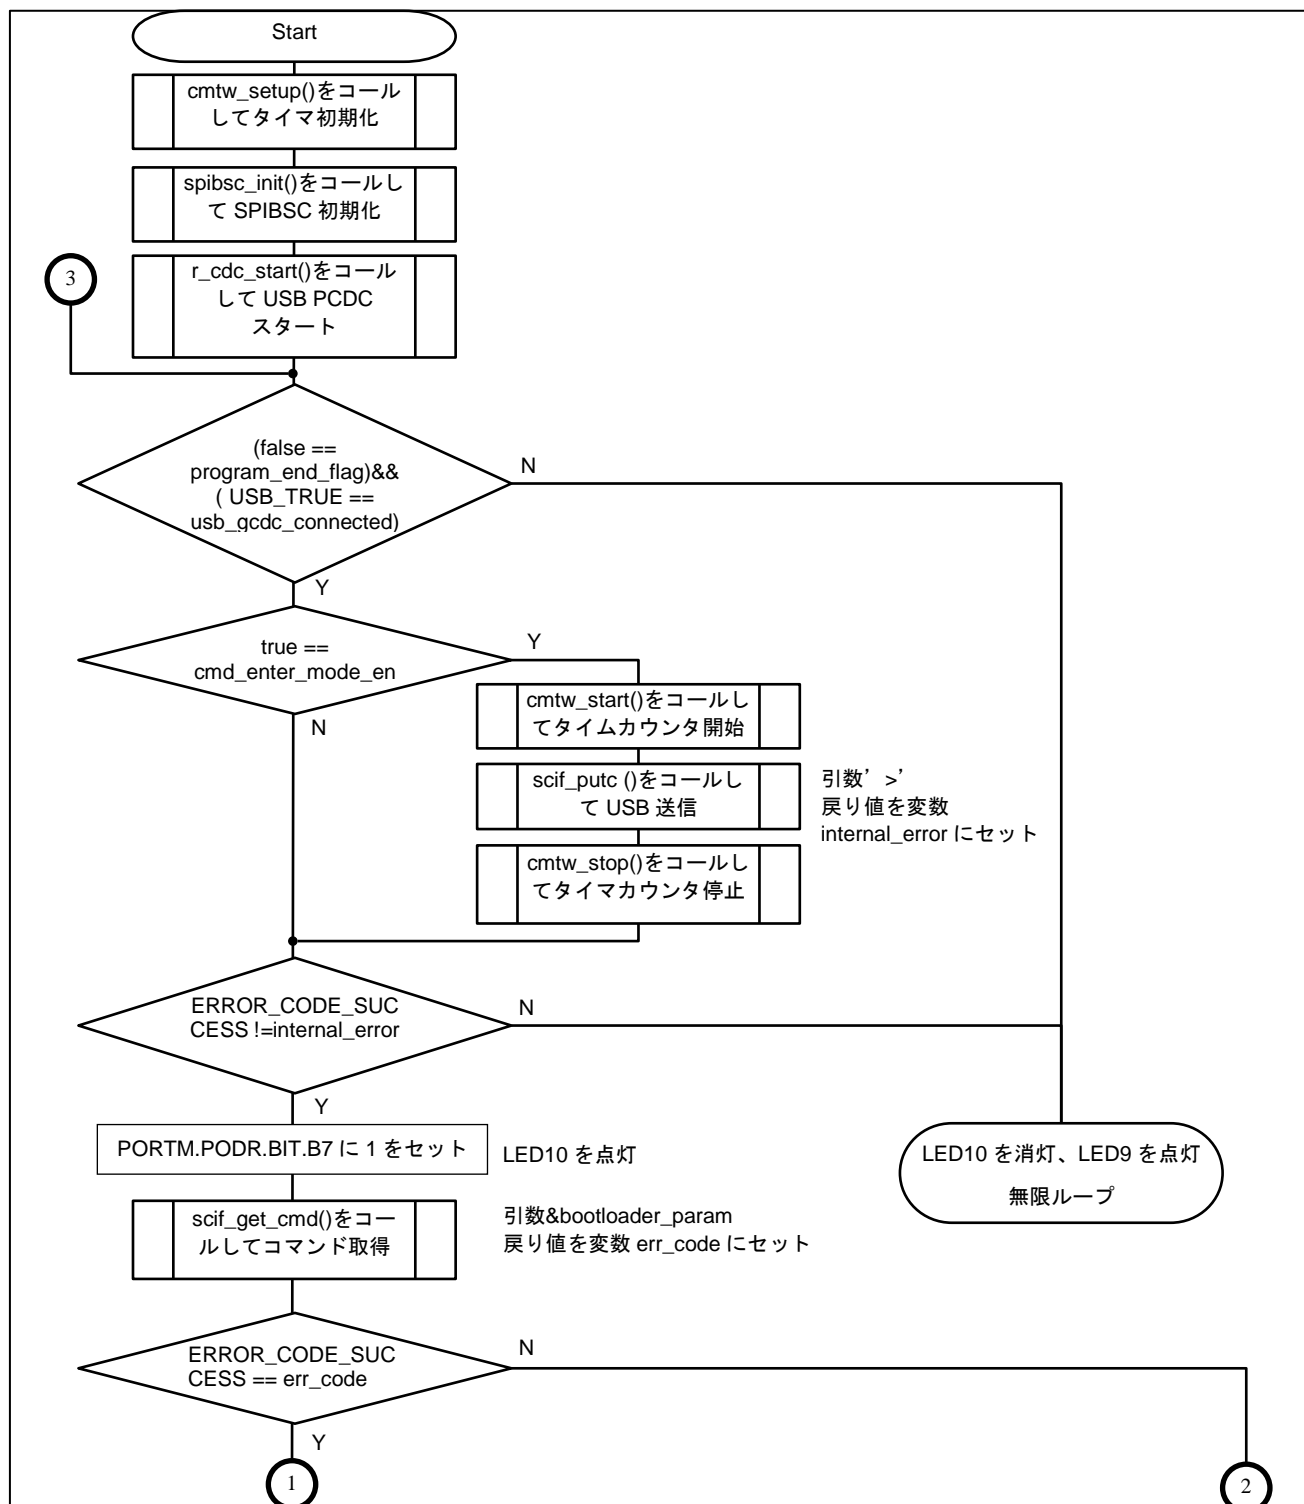 Start
cmtw_setup()をコール
してタイマ初期化
spibsc_init()をコールし
て SPIBSC 初期化
3
r_cdc_start()をコール
して USB PCDC
スタート
(false ==
program_end_flag)&&
( USB_TRUE ==
usb_gcdc_connected)
N
Y
true ==
cmd_enter_mode_en
Y
N
cmtw_start()をコールし
てタイムカウンタ開始
scif_putc ()をコールし
て USB 送信
引数’ >’
戻り値を変数
internal_error にセット
cmtw_stop()をコールし
てタイマカウンタ停止
ERROR_CODE_SUC
CESS !=internal_error
N
Y
PORTM.PODR.BIT.B7 に 1 をセット
LED10 を点灯
LED10 を消灯、LED9 を点灯
無限ループ
scif_get_cmd()をコー
ルしてコマンド取得
引数&bootloader_param
戻り値を変数 err_code にセット
ERROR_CODE_SUC
CESS == err_code
N
Y
1
2